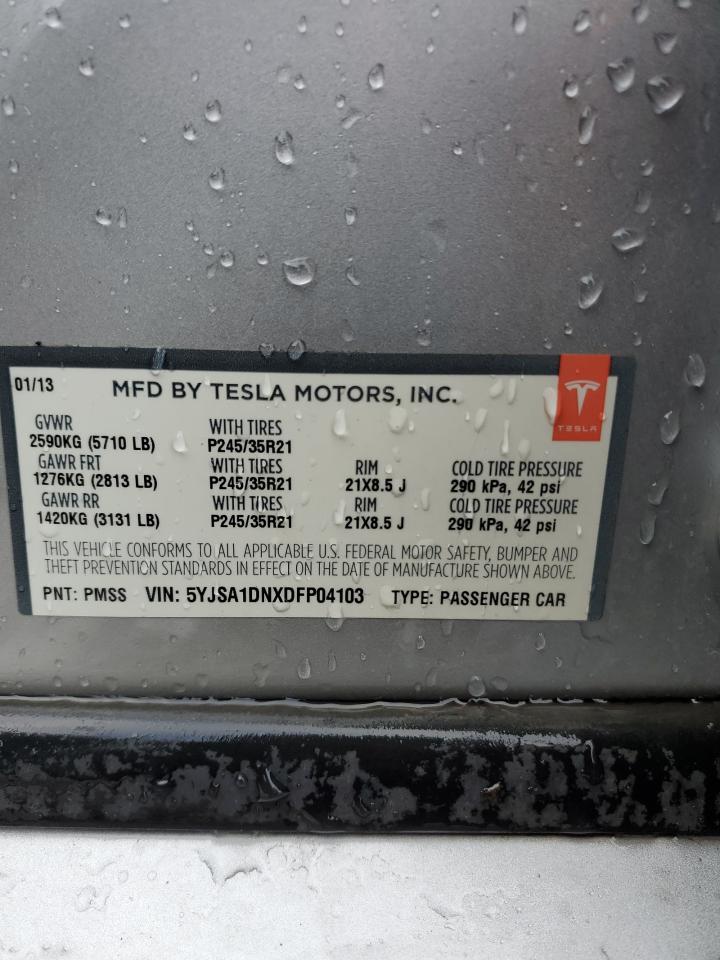 01/13 MFD BY TESLA MOTORS, INC.
TESLA
GVWR WITH TIRES
2590KG (5710 LB) P245/35R21
GAWR FRT WITH TIRES RIM COLD TIRE PRESSURE
1276KG (2813 LB) P245/35R21 21X8.5 J 290 kPa, 42 psi
GAWR RR WITH TIRES RIM COLD TIRE PRESSURE
1420KG (3131 LB) P245/35R21 21X8.5 J 290 kPa, 42 psi
THIS VEHICLE CONFORMS TO ALL APPLICABLE U.S. FEDERAL MOTOR SAFETY, BUMPER AND
THEFT PREVENTION STANDARDS IN EFFECT ON THE DATE OF MANUFACTURE SHOWN ABOVE.
PNT: PMSS VIN: 5YJSA1DNXDFP04103 TYPE: PASSENGER CAR